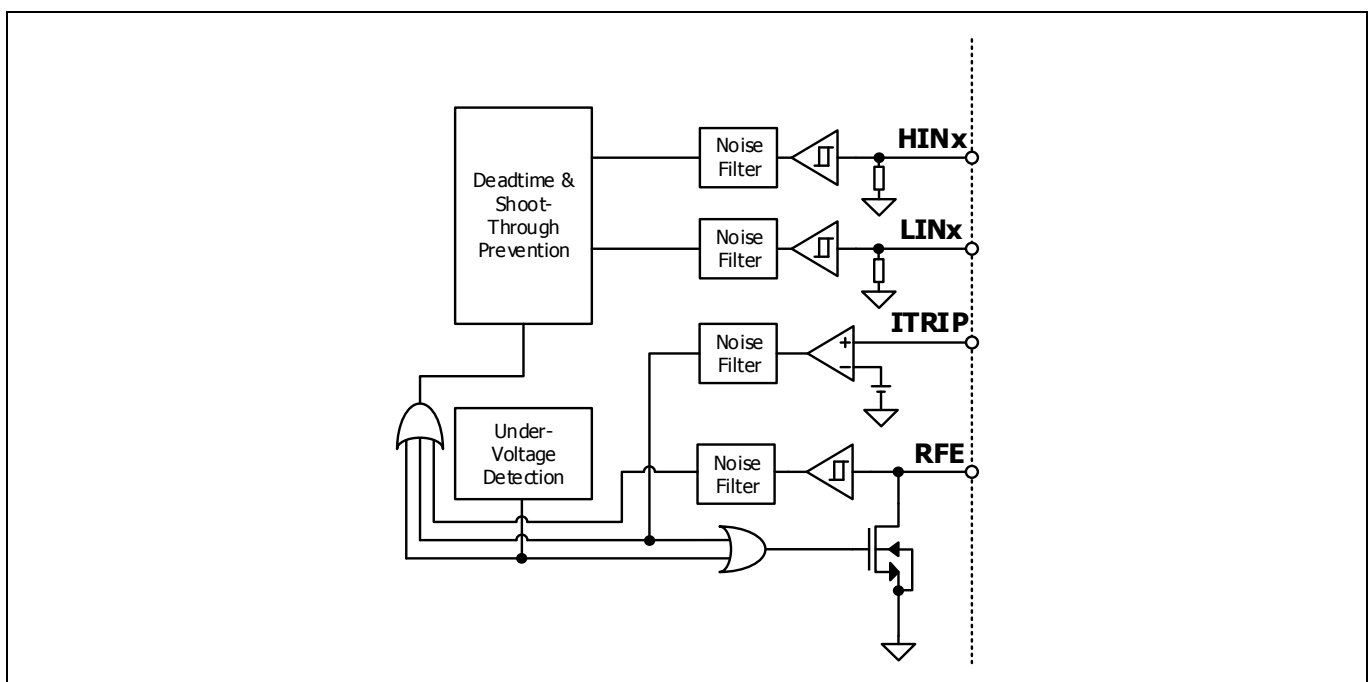 HINx
Noise
Filter
Deadtime &
Shoot-
Through
Prevention
LINx
Noise
Filter
ITRIP
Noise
Filter
+
−
Under-
Voltage
Detection
RFE
Noise
Filter